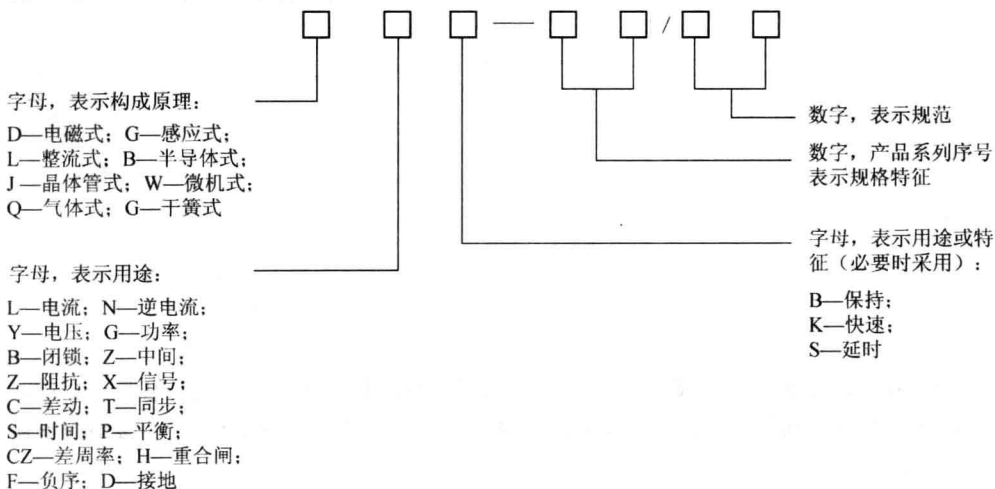 □ □ □ — □ □ / □ □
字母，表示构成原理：
D—电磁式；G—感应式；
L—整流式；B—半导体式；
J—晶体管式；W—微机式；
Q—气体式；G—干簧式
字母，表示用途：
L—电流；N—逆电流；
Y—电压；G—功率；
B—闭锁；Z—中间；
Z—阻抗；X—信号；
C—差动；T—同步；
S—时间；P—平衡；
CZ—差周率；H—重合闸；
F—负序；D—接地
数字，表示规范
数字，产品系列序号
表示规格特征
字母，表示用途或特
征（必要时采用）：
B—保持；
K—快速；
S—延时